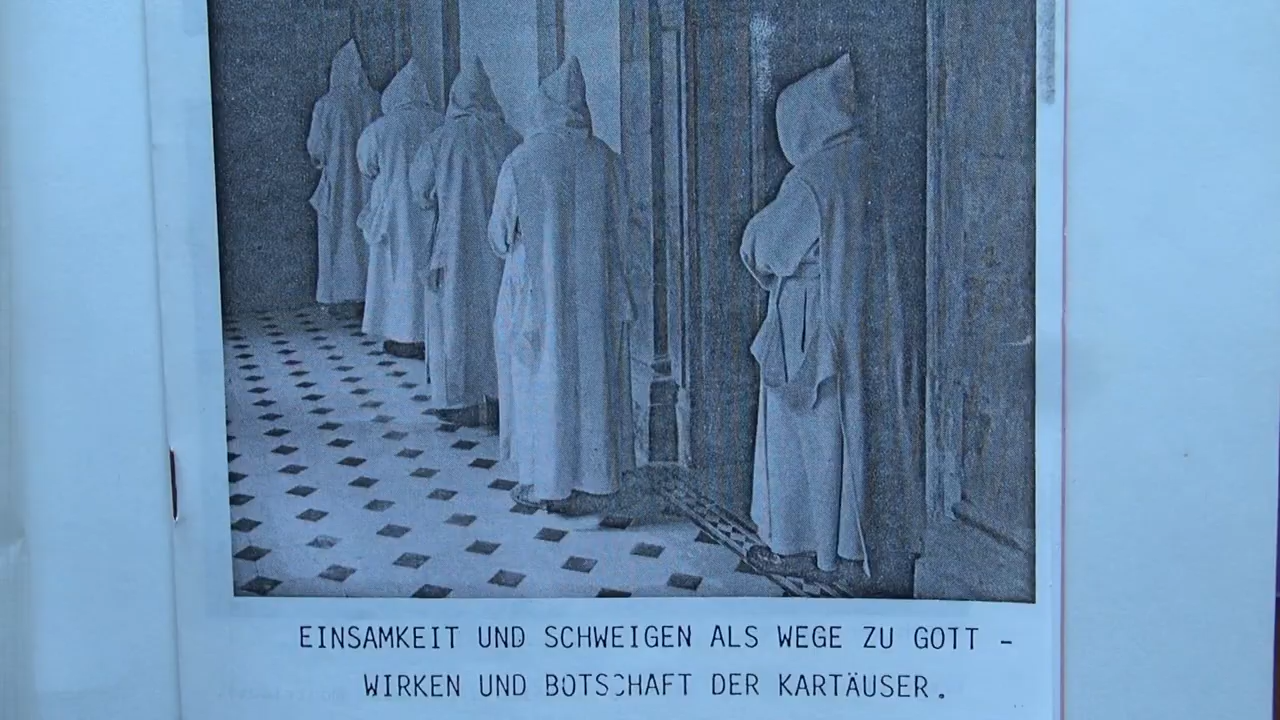 EINSAMKEIT UND SCHWEIGEN ALS WEGE ZU GOTT –
WIRKEN UND BOTSCHAFT DER KARTÄUSER.